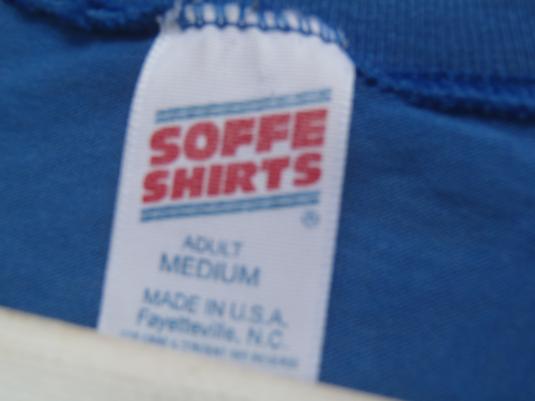 SOFFE
SHIRTS
®
ADULT
MEDIUM
MADE IN U.S.A.
Fayetteville, N.C.